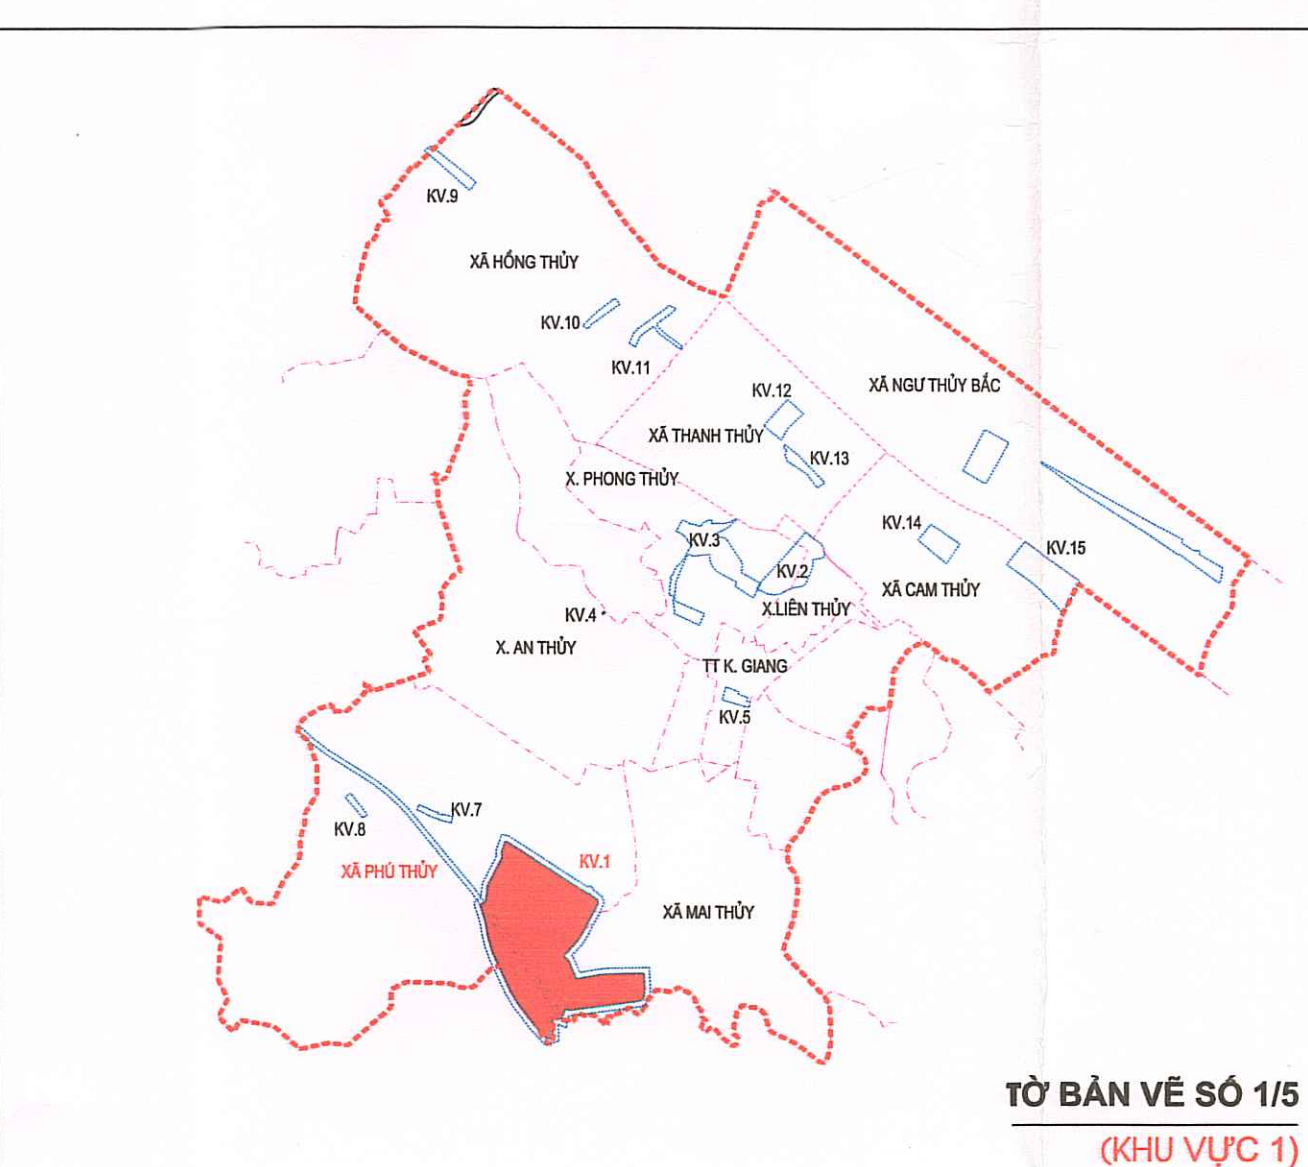 KV.9
XÃ HỒNG THỦY
KV.10
KV.11
XÃ NGƯ THỦY BẮC
KV.12
XÃ THANH THỦY
KV.13
X. PHONG THỦY
KV.14
KV.3
KV.15
KV.2
XÃ CAM THỦY
X.LIÊN THỦY
KV.4
X. AN THỦY
TT K. GIANG
KV.5
KV.7
KV.8
KV.1
XÃ PHÚ THỦY
XÃ MAI THỦY
TỜ BẢN VẼ SỐ 1/5
(KHU VỰC 1)